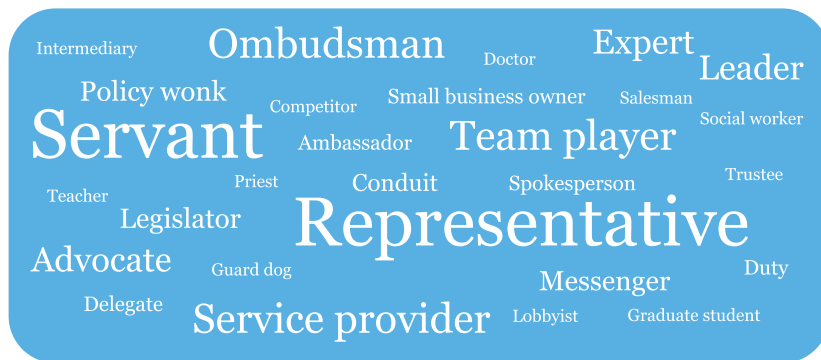 Intermediary
Ombudsman
Doctor
Expert
Leader
Policy wonk
Competitor
Small business owner
Salesman
Social worker
Servant
Ambassador
Team player
Teacher
Priest
Conduit
Spokesperson
Trustee
Legislator
Representative
Advocate
Guard dog
Messenger
Duty
Delegate
Service provider
Lobbyist
Graduate student